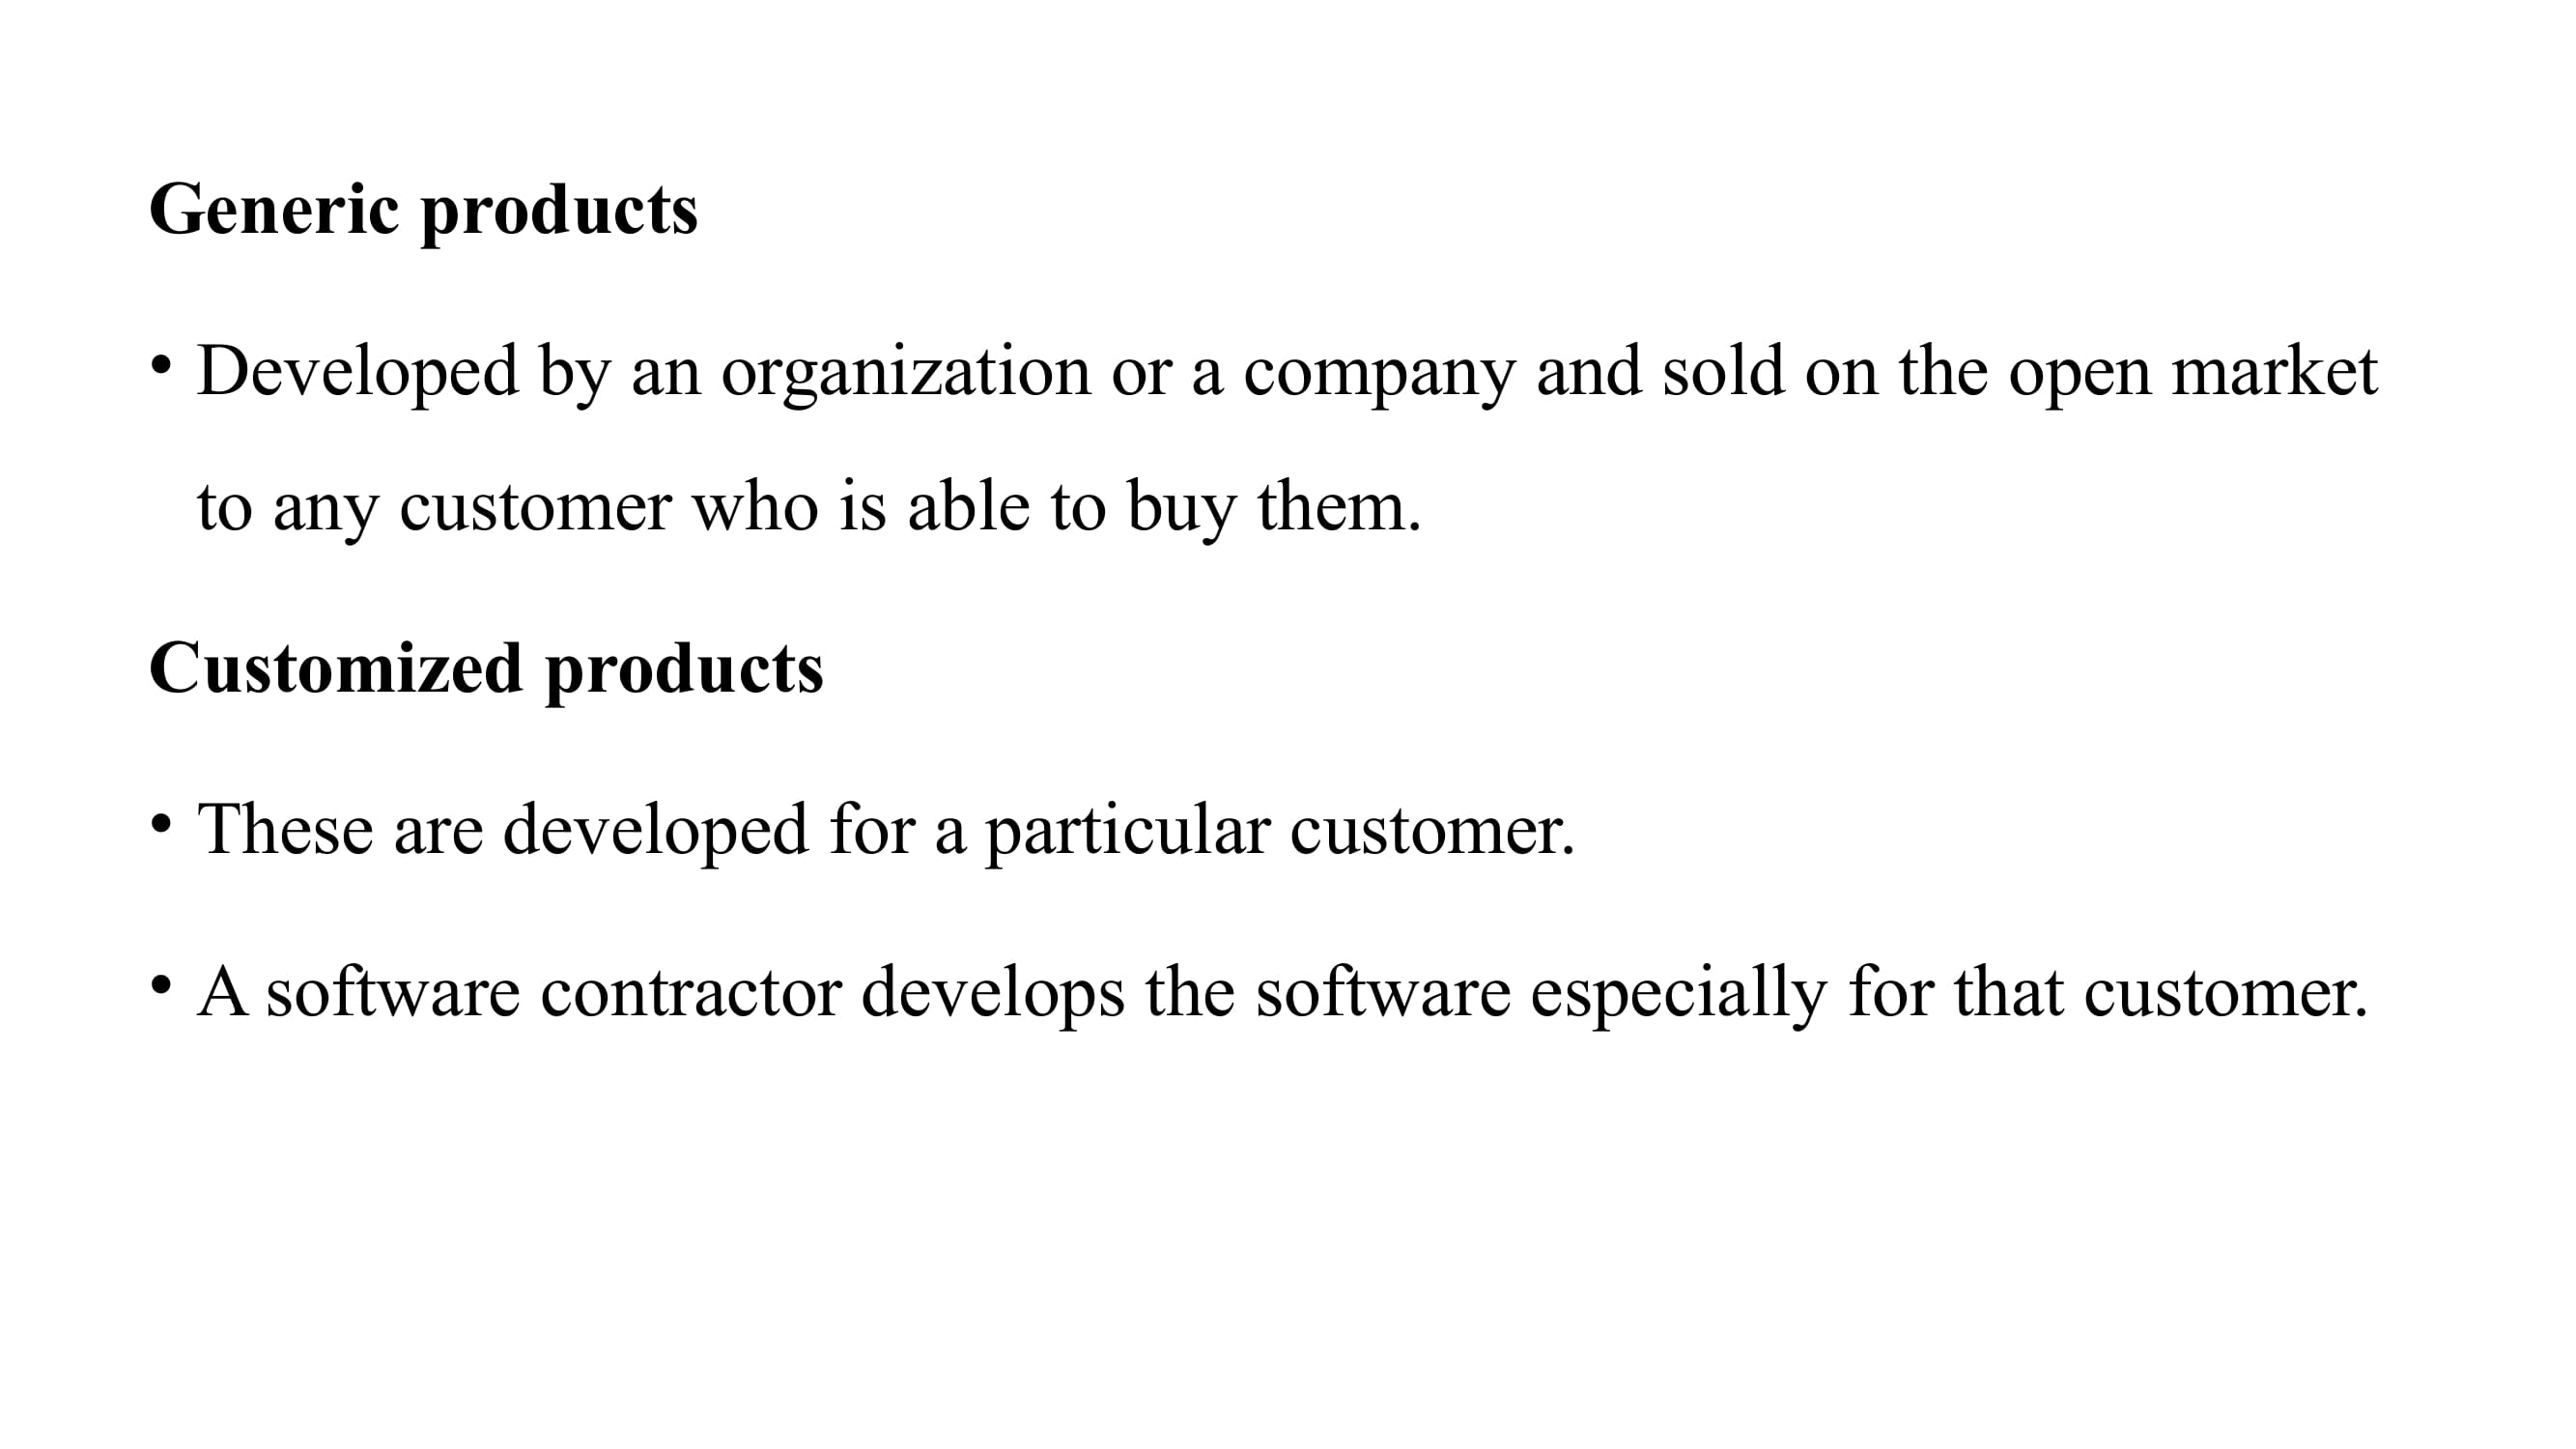 Generic products
• Developed by an organization or a company and sold on the open market
to any customer who is able to buy them.
Customized products
• These are developed for a particular customer.
• A software contractor develops the software especially for that customer.